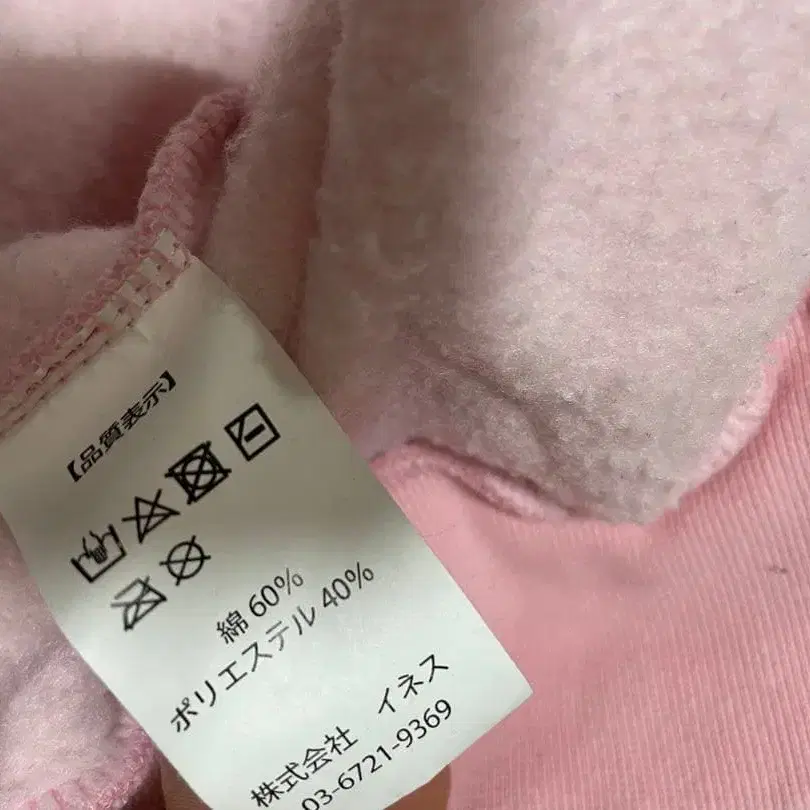 【品質表示】
綿 60%
ポリエステル 40%
株式会社 イネス
03-6721-9369